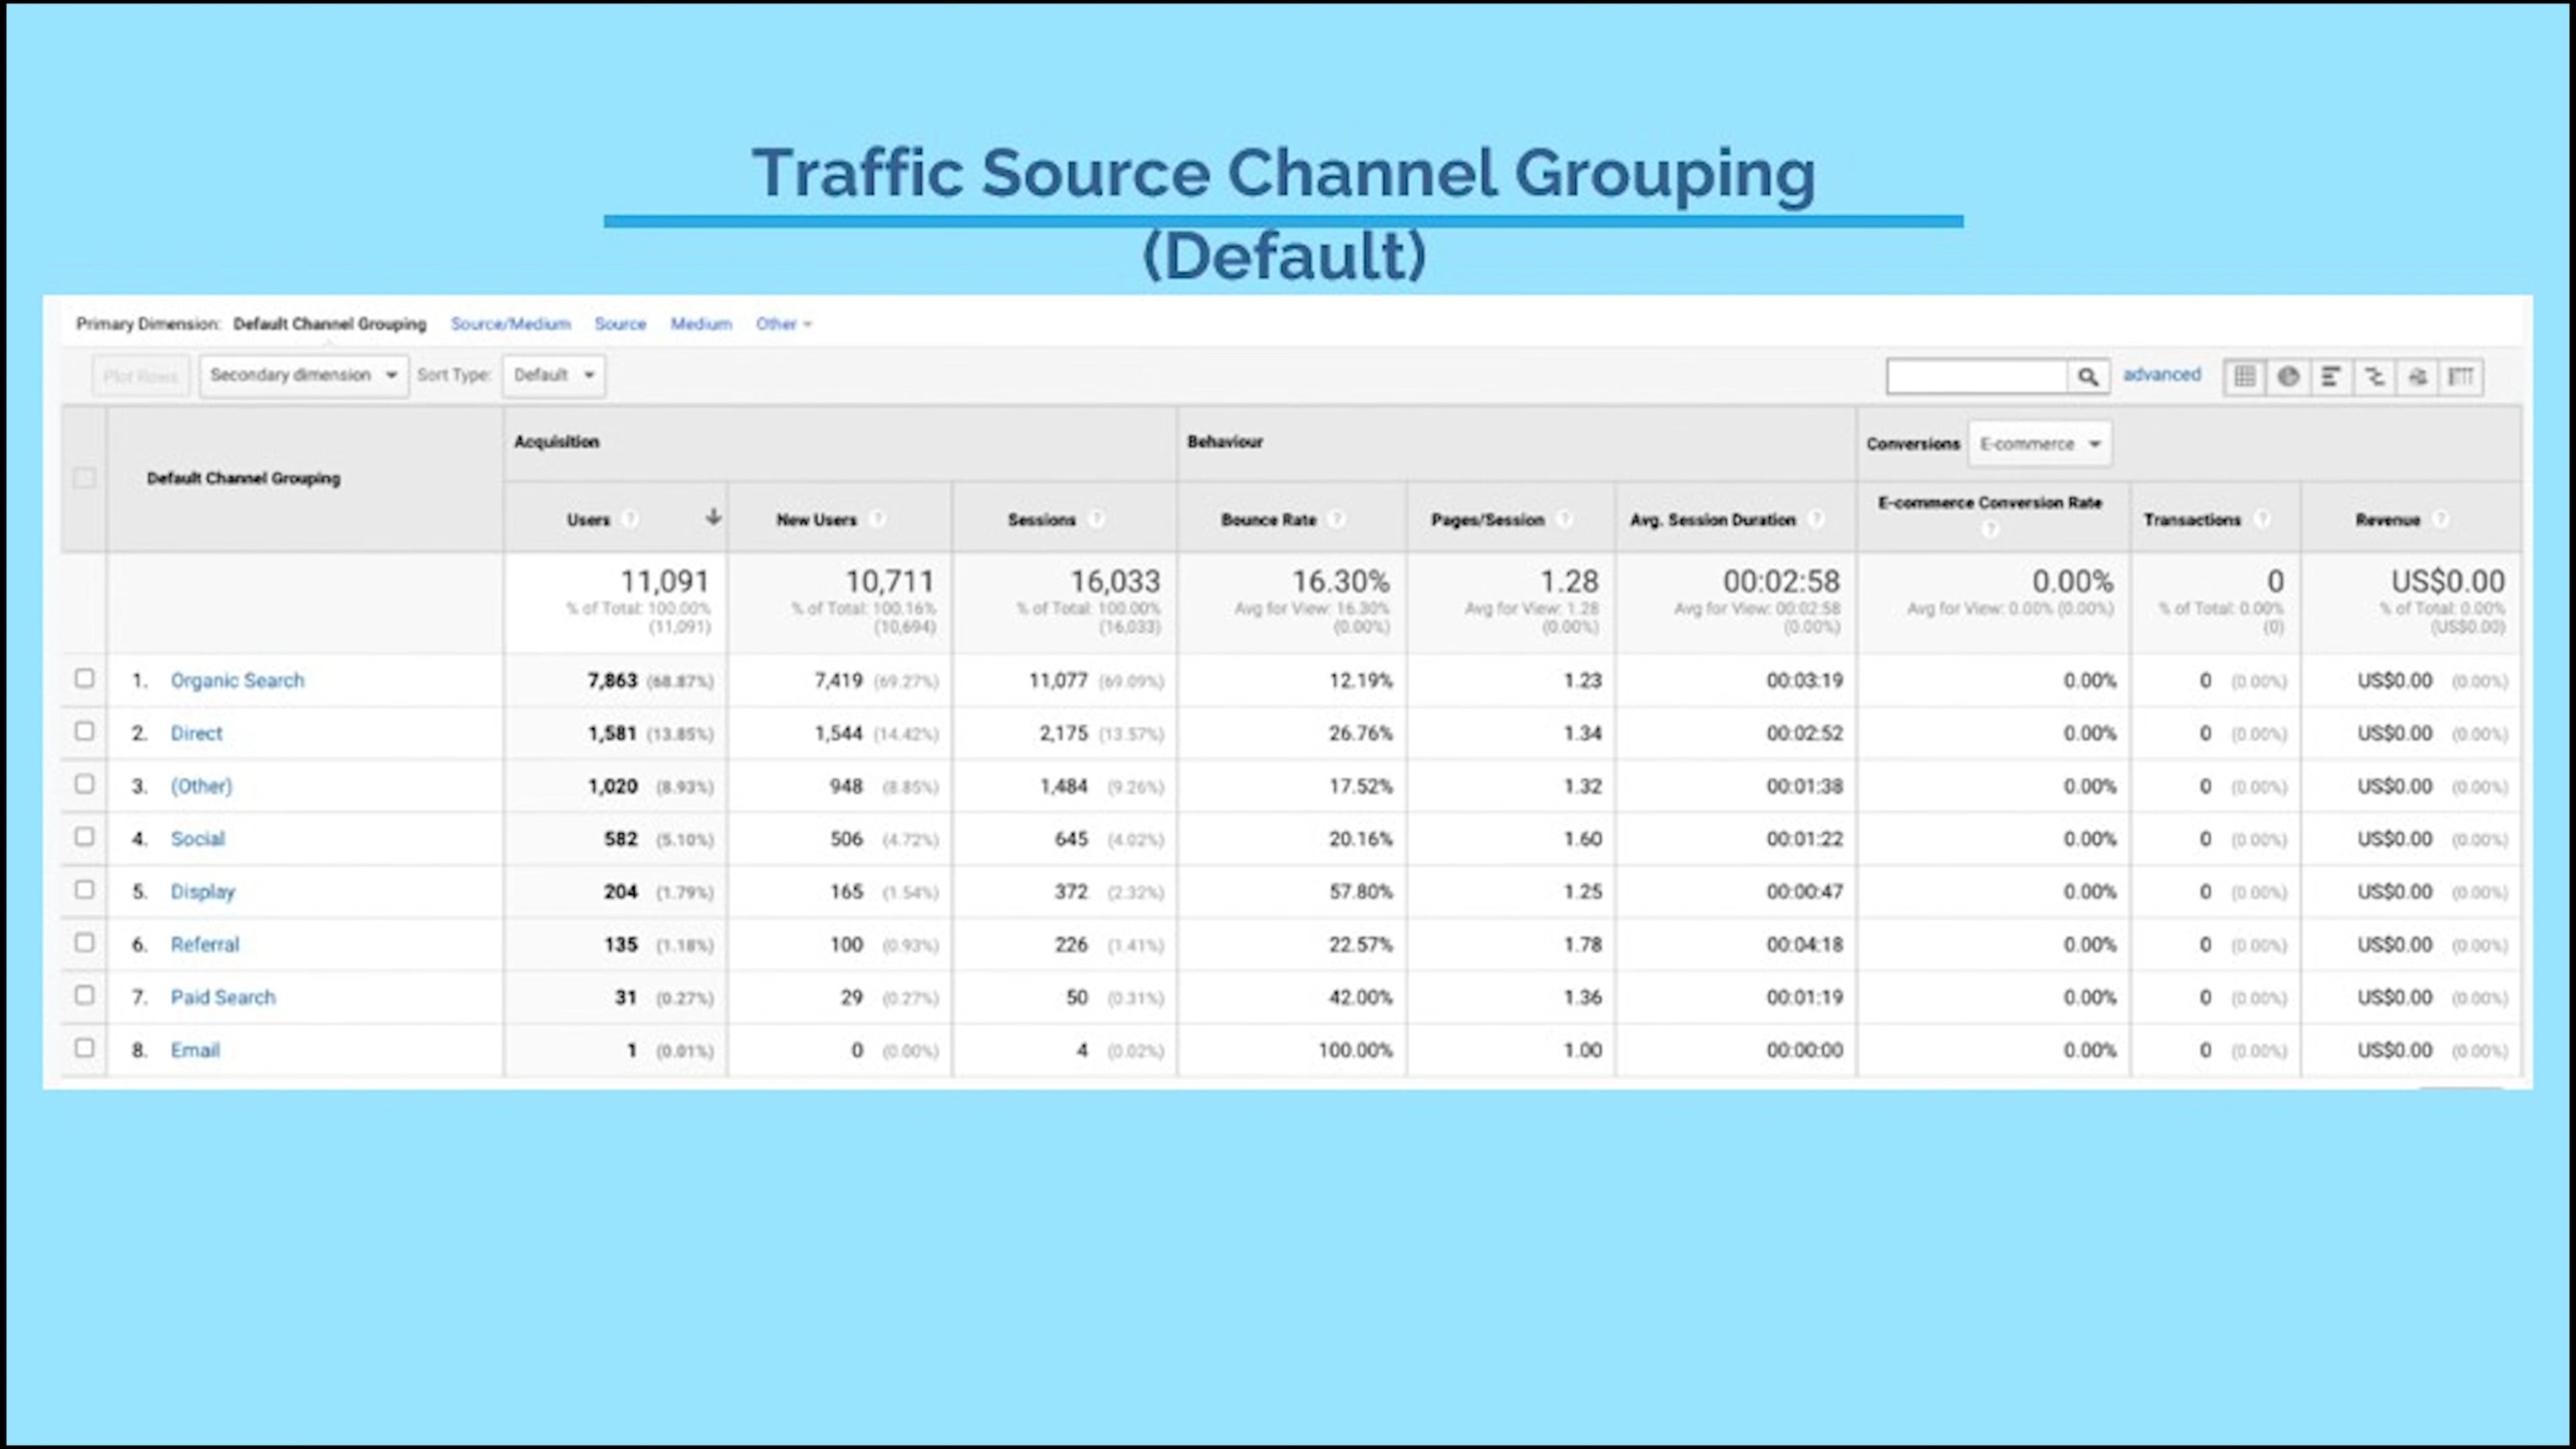 Traffic Source Channel Grouping
(Default)
Primary Dimension: Default Channel Grouping Source/Medium Source Medium Other
Plot Rows Secondary dimension Sort Type: Default advanced
Default Channel Grouping Acquisition Behaviour Conversions E-commerce
Users ? New Users ? Sessions ? Bounce Rate ? Pages/Session ? Avg. Session Duration ? E-commerce Conversion Rate ? Transactions ? Revenue ?
11,091 10,711 16,033 16.30% 1.28 00:02:58 0.00% 0 US$0.00
% of Total: 100.00% % of Total: 100.16% % of Total: 100.00% Avg for View: 16.30% Avg for View: 1.28 Avg for View: 00:02:58 Avg for View: 0.00% (0.00%) % of Total: 0.00% % of Total: 0.00%
(11,091) (10,694) (16,033) (0.00%) (0.00%) (0.00%) (0) (US$0.00)
1. Organic Search 7,863 (68.87%) 7,419 (69.27%) 11,077 (69.09%) 12.19% 1.23 00:03:19 0.00% 0 (0.00%) US$0.00 (0.00%)
2. Direct 1,581 (13.85%) 1,544 (14.42%) 2,175 (13.57%) 26.76% 1.34 00:02:52 0.00% 0 (0.00%) US$0.00 (0.00%)
3. (Other) 1,020 (8.93%) 948 (8.85%) 1,484 (9.26%) 17.52% 1.32 00:01:38 0.00% 0 (0.00%) US$0.00 (0.00%)
4. Social 582 (5.10%) 506 (4.72%) 645 (4.02%) 20.16% 1.60 00:01:22 0.00% 0 (0.00%) US$0.00 (0.00%)
5. Display 204 (1.79%) 165 (1.54%) 372 (2.32%) 57.80% 1.25 00:00:47 0.00% 0 (0.00%) US$0.00 (0.00%)
6. Referral 135 (1.18%) 100 (0.93%) 226 (1.41%) 22.57% 1.78 00:04:18 0.00% 0 (0.00%) US$0.00 (0.00%)
7. Paid Search 31 (0.27%) 29 (0.27%) 50 (0.31%) 42.00% 1.36 00:01:19 0.00% 0 (0.00%) US$0.00 (0.00%)
8. Email 1 (0.01%) 0 (0.00%) 4 (0.02%) 100.00% 1.00 00:00:00 0.00% 0 (0.00%) US$0.00 (0.00%)